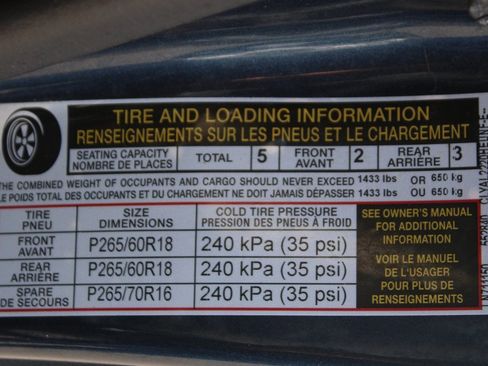 TIRE AND LOADING INFORMATION
RENSEIGNEMENTS SUR LES PNEUS ET LE CHARGEMENT
SEATING CAPACITY
NOMBRE DE PLACES
TOTAL 5
FRONT
AVANT
2
REAR
ARRIÈRE
3
THE COMBINED WEIGHT OF OCCUPANTS AND CARGO SHOULD NEVER EXCEED 1433 lbs OR 650 kg
LE POIDS TOTAL DES OCCUPANTS ET DU CHARGEMENT NE DOIT JAMAIS DÉPASSER 1433 lbs OU 650 kg
TIRE
PNEU
SIZE
DIMENSIONS
COLD TIRE PRESSURE
PRESSION DES PNEUS À FROID
FRONT
AVANT
P265/60R18
240 kPa (35 psi)
REAR
ARRIÈRE
P265/60R18
240 kPa (35 psi)
SPARE
DE SECOURS
P265/70R16
240 kPa (35 psi)
SEE OWNER'S MANUAL
FOR ADDITIONAL
INFORMATION
VOIR LE MANUEL
DE L'USAGER
POUR PLUS DE
RENSEIGNEMENTS